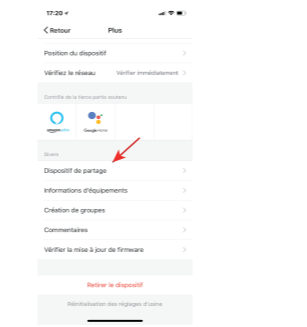 17:20
Retour Plus
Position du dispositif
Vérifiez le réseau Vérifier immédiatement
Contrôle de la tierce partie soutenu
amazon alexa Google Assistant
Divers
Dispositif de partage
Informations d'équipements
Création de groupes
Commentaires
Vérifier la mise à jour de firmware
Retirer le dispositif
Réinitialisation des réglages d'usine